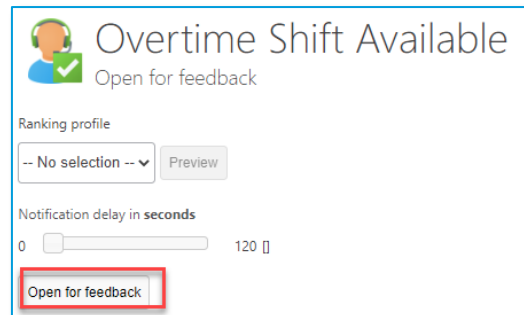 Overtime Shift Available
Open for feedback
Ranking profile
-- No selection -- Preview
Notification delay in seconds
0 120 []
Open for feedback